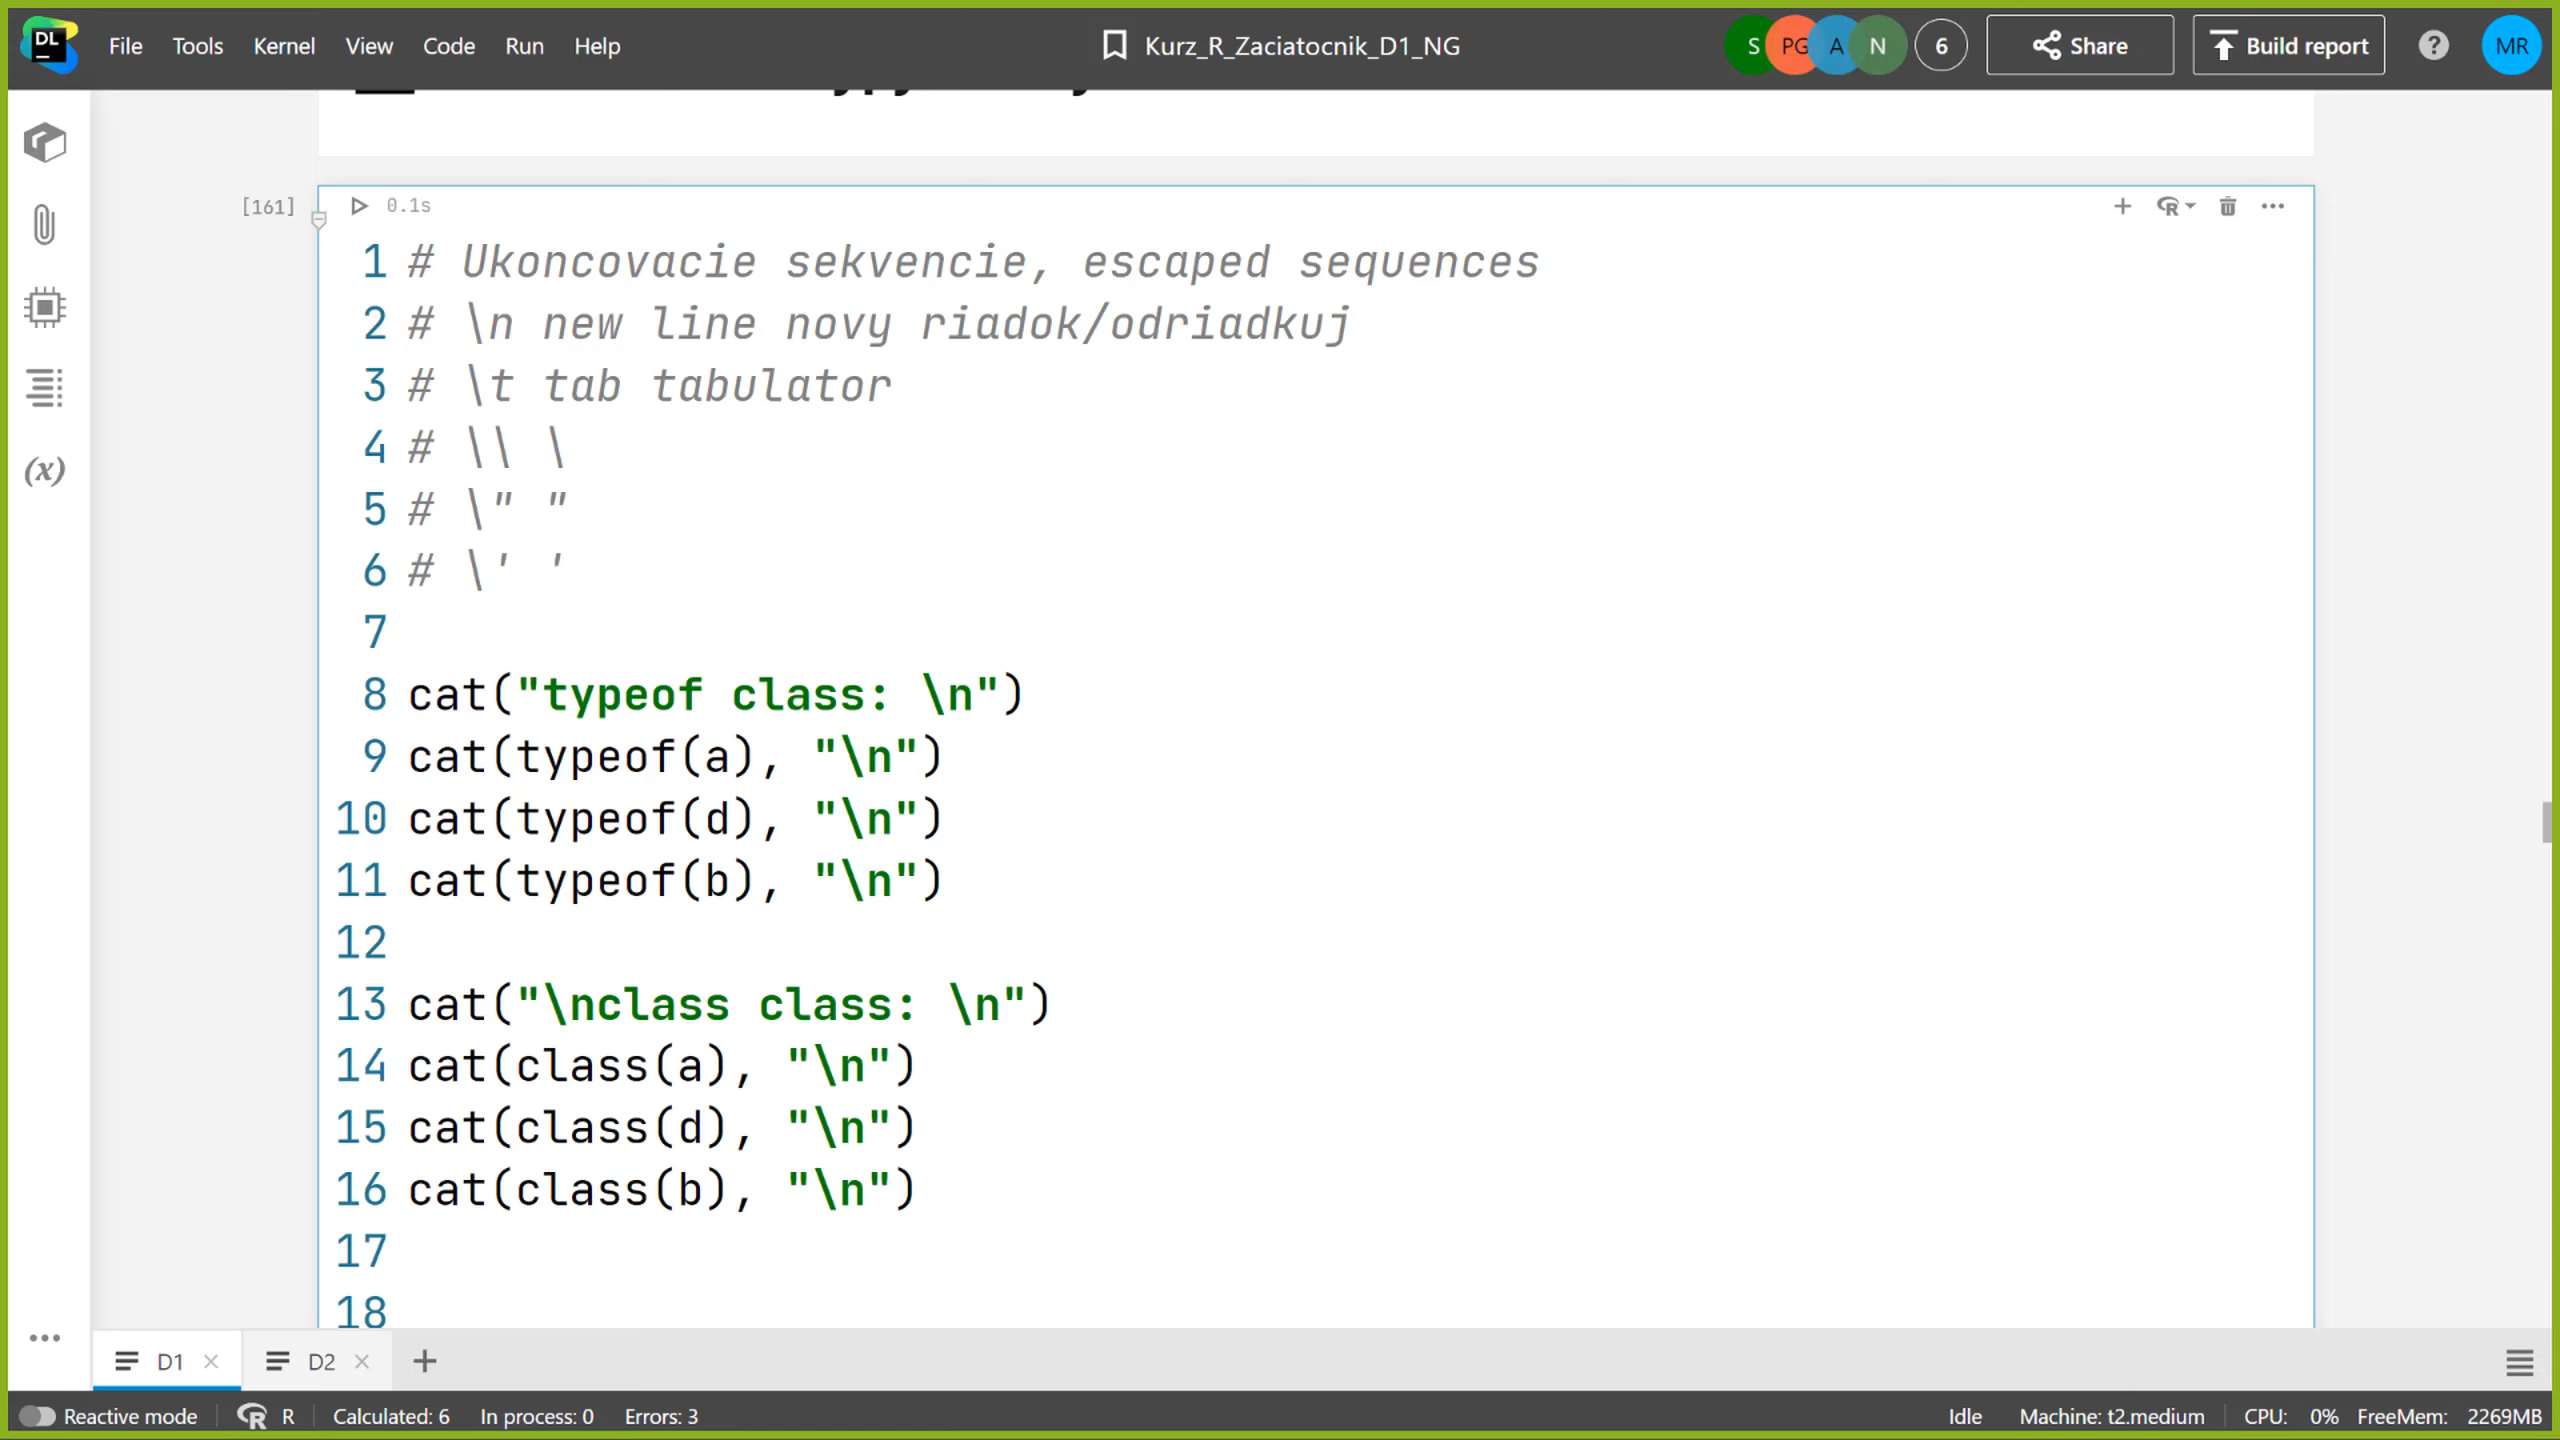 DL File Tools Kernel View Code Run Help Kurz_R_Zaciatocnik_D1_NG S PG A N 6 Share Build report ? MR
[161] 0.1s
1 # Ukoncovacie sekvencie, escaped sequences
2 # \n new line novy riadok/odriadkuj
3 # \t tab tabulator
4 # \\ \
5 # \" "
6 # \' '
7
8 cat("typeof class: \n")
9 cat(typeof(a), "\n")
10 cat(typeof(d), "\n")
11 cat(typeof(b), "\n")
12
13 cat("\nclass class: \n")
14 cat(class(a), "\n")
15 cat(class(d), "\n")
16 cat(class(b), "\n")
17
18
(x)
D1 D2
Reactive mode R Calculated: 6 In process: 0 Errors: 3 Idle Machine: t2.medium CPU: 0% FreeMem: 2269MB